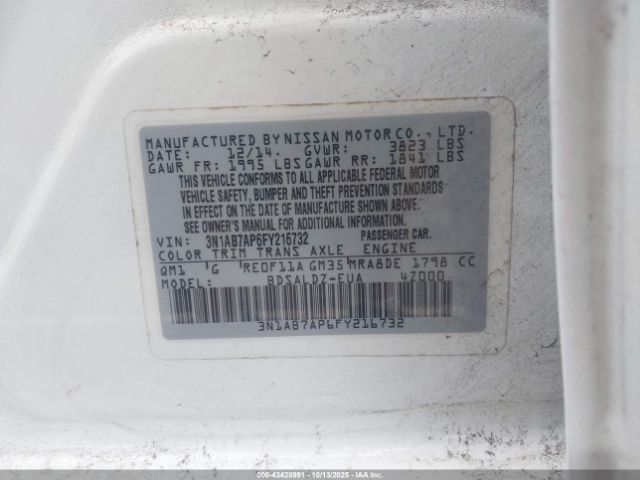 MANUFACTURED BY NISSAN MOTOR CO., LTD.
DATE: 12/14. GVWR: 3823 LBS
GAWR FR: 1995 LBS GAWR RR: 1841 LBS
THIS VEHICLE CONFORMS TO ALL APPLICABLE FEDERAL MOTOR
VEHICLE SAFETY, BUMPER AND THEFT PREVENTION STANDARDS
IN EFFECT ON THE DATE OF MANUFACTURE SHOWN ABOVE.
SEE OWNER'S MANUAL FOR ADDITIONAL INFORMATION.
VIN: 3N1AB7AP6FY216732 PASSENGER CAR.
COLOR TRIM TRANS AXLE ENGINE
QM1 G RE0F11A GM35 MRA8DE 1798 CC
MODEL: BDSALDZ-EUA 4Z000
3N1AB7AP6FY216732
000-43428991 - 10/13/2025 - COPYRIGHT IAA, LLC.